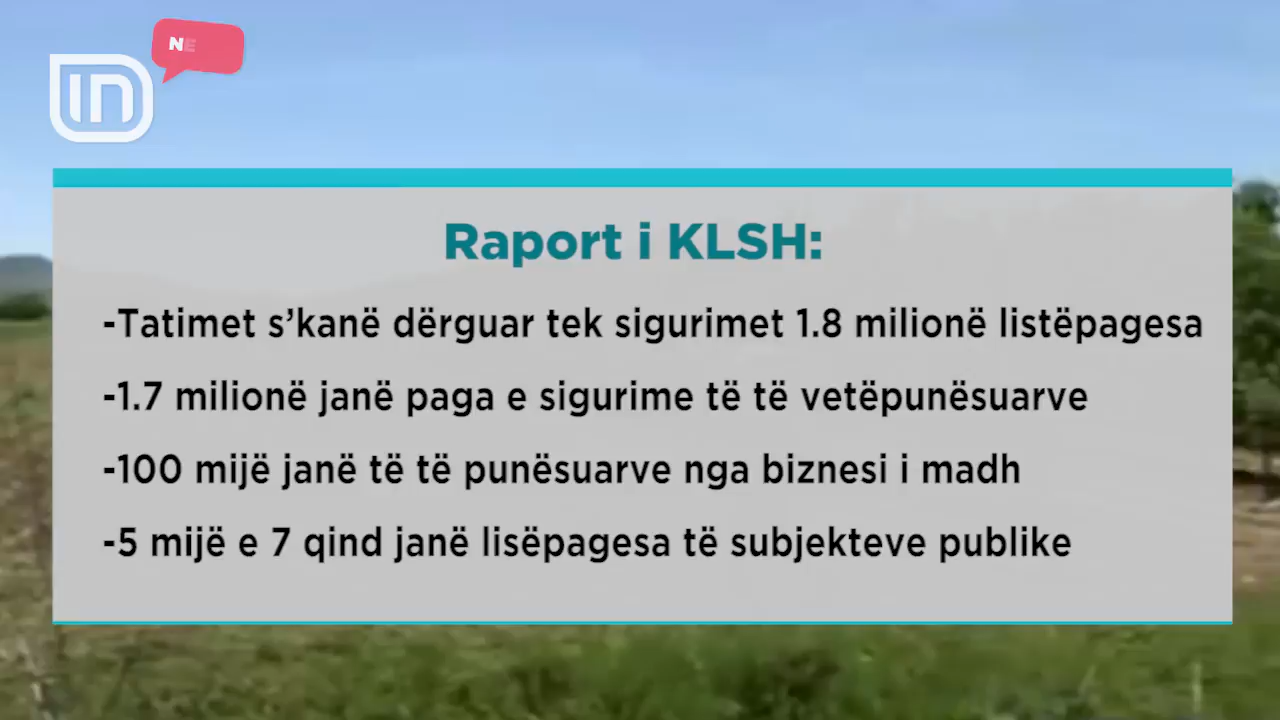 NE
IN
Raport i KLSH:
-Tatimet s’kanë dërguar tek sigurimet 1.8 milionë listëpagesa
-1.7 milionë janë paga e sigurime të të vetëpunësuarve
-100 mijë janë të të punësuarve nga biznesi i madh
-5 mijë e 7 qind janë lisëpagesa të subjekteve publike